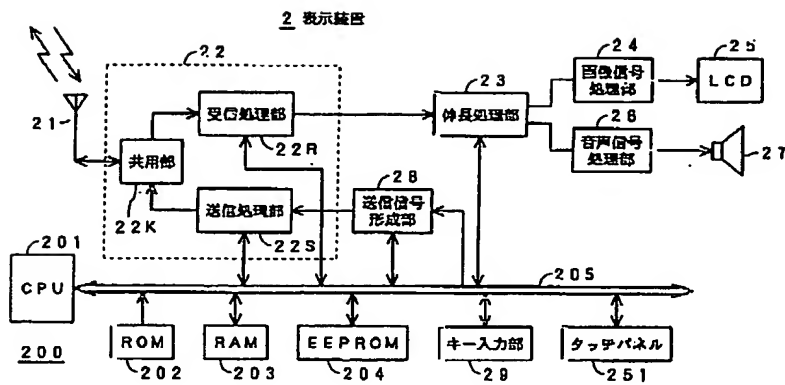 2 表示装置
22
21
共用部
22K
受信処理部
22R
送信処理部
22S
23
伸長処理部
24
画像信号
処理部
25
LCD
26
音声信号
処理部
27
28
送信信号
形成部
201
CPU
200
205
ROM
202
RAM
203
EEPROM
204
キー入力部
29
タッチパネル
251